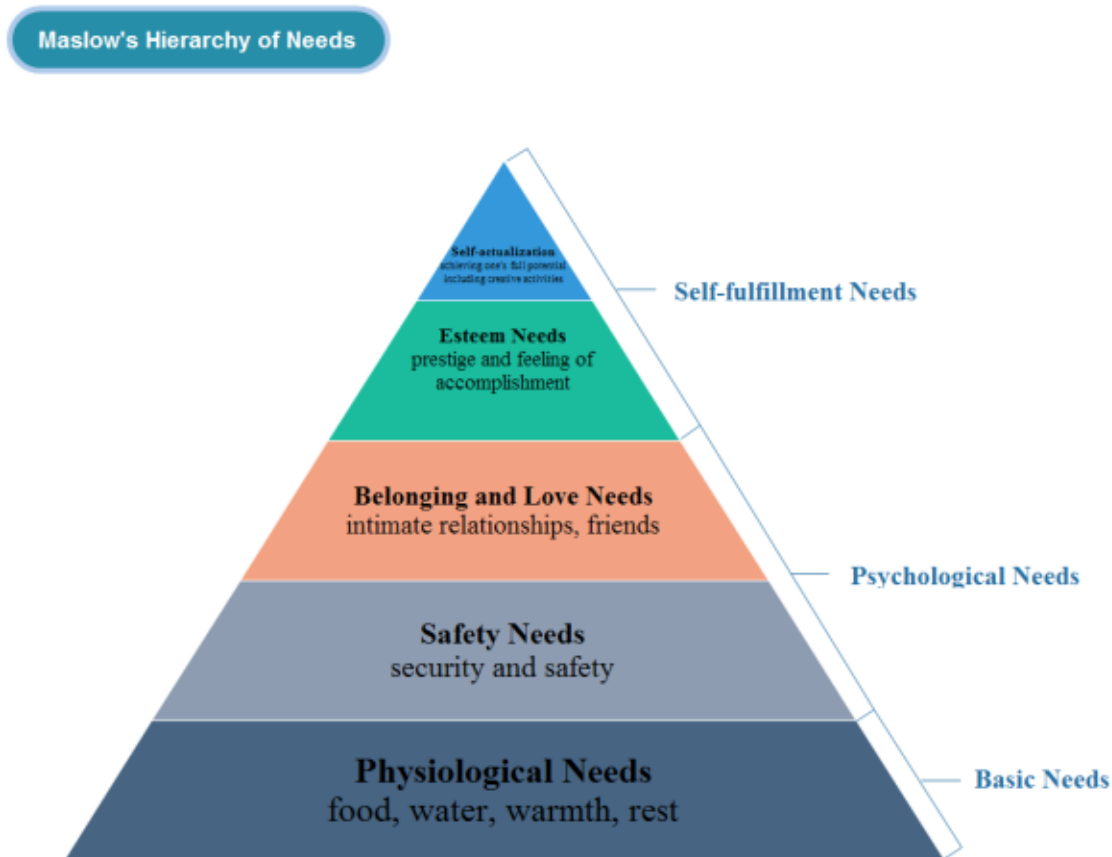 Maslow's Hierarchy of Needs
Self-actualization
achieving one's full potential
including creative activities
Self-fulfillment Needs
Esteem Needs
prestige and feeling of
accomplishment
Belonging and Love Needs
intimate relationships, friends
Psychological Needs
Safety Needs
security and safety
Physiological Needs
food, water, warmth, rest
Basic Needs